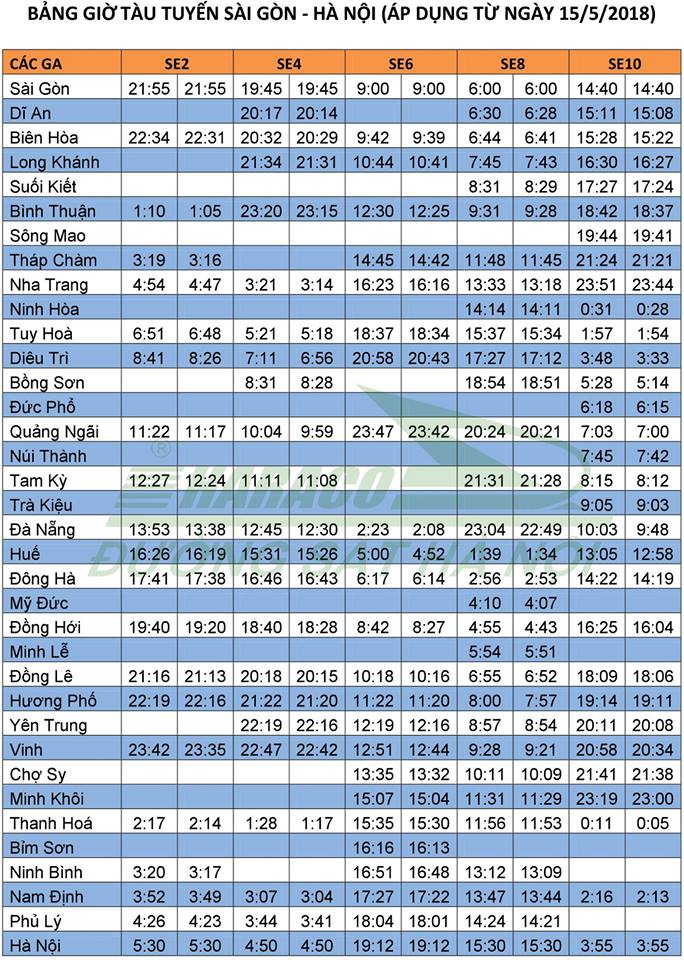 BẢNG GIỜ TÀU TUYẾN SÀI GÒN - HÀ NỘI (ÁP DỤNG TỪ NGÀY 15/5/2018)
CÁC GA SE2 SE4 SE6 SE8 SE10
Sài Gòn 21:55 21:55 19:45 19:45 9:00 9:00 6:00 6:00 14:40 14:40
Dĩ An 20:17 20:14 6:30 6:28 15:11 15:08
Biên Hòa 22:34 22:31 20:32 20:29 9:42 9:39 6:44 6:41 15:28 15:22
Long Khánh 21:34 21:31 10:44 10:41 7:45 7:43 16:30 16:27
Suối Kiết 8:31 8:29 17:27 17:24
Bình Thuận 1:10 1:05 23:20 23:15 12:30 12:25 9:31 9:28 18:42 18:37
Sông Mao 19:44 19:41
Tháp Chàm 3:19 3:16 14:45 14:42 11:48 11:45 21:24 21:21
Nha Trang 4:54 4:47 3:21 3:14 16:23 16:16 13:33 13:18 23:51 23:44
Ninh Hòa 14:14 14:11 0:31 0:28
Tuy Hoà 6:51 6:48 5:21 5:18 18:37 18:34 15:37 15:34 1:57 1:54
Diêu Trì 8:41 8:26 7:11 6:56 20:58 20:43 17:27 17:12 3:48 3:33
Bồng Sơn 8:31 8:28 18:54 18:51 5:28 5:14
Đức Phổ 6:18 6:15
Quảng Ngãi 11:22 11:17 10:04 9:59 23:47 23:42 20:24 20:21 7:03 7:00
Núi Thành 7:45 7:42
Tam Kỳ 12:27 12:24 11:11 11:08 21:31 21:28 8:15 8:12
Trà Kiệu 9:05 9:03
Đà Nẵng 13:53 13:38 12:45 12:30 2:23 2:08 23:04 22:49 10:03 9:48
Huế 16:26 16:19 15:31 15:26 5:00 4:52 1:39 1:34 13:05 12:58
Đông Hà 17:41 17:38 16:46 16:43 6:17 6:14 2:56 2:53 14:22 14:19
Mỹ Đức 4:10 4:07
Đồng Hới 19:40 19:20 18:40 18:28 8:42 8:27 4:55 4:43 16:25 16:04
Minh Lễ 5:54 5:51
Đồng Lê 21:16 21:13 20:18 20:15 10:18 10:16 6:55 6:52 18:09 18:06
Hương Phố 22:19 22:16 21:22 21:20 11:22 11:20 8:00 7:57 19:14 19:11
Yên Trung 22:19 22:16 12:19 12:16 8:57 8:54 20:11 20:08
Vinh 23:42 23:35 22:47 22:42 12:51 12:44 9:28 9:21 20:58 20:34
Chợ Sy 13:35 13:32 10:11 10:09 21:41 21:38
Minh Khôi 15:07 15:04 11:31 11:29 23:19 23:00
Thanh Hoá 2:17 2:14 1:28 1:17 15:35 15:30 11:56 11:53 0:11 0:05
Bỉm Sơn 16:16 16:13
Ninh Bình 3:20 3:17 16:51 16:48 13:12 13:09
Nam Định 3:52 3:49 3:07 3:04 17:27 17:22 13:47 13:44 2:16 2:13
Phủ Lý 4:26 4:23 3:44 3:41 18:04 18:01 14:24 14:21
Hà Nội 5:30 5:30 4:50 4:50 19:12 19:12 15:30 15:30 3:55 3:55
HARACO ®
ĐƯỜNG SẮT HÀ NỘI